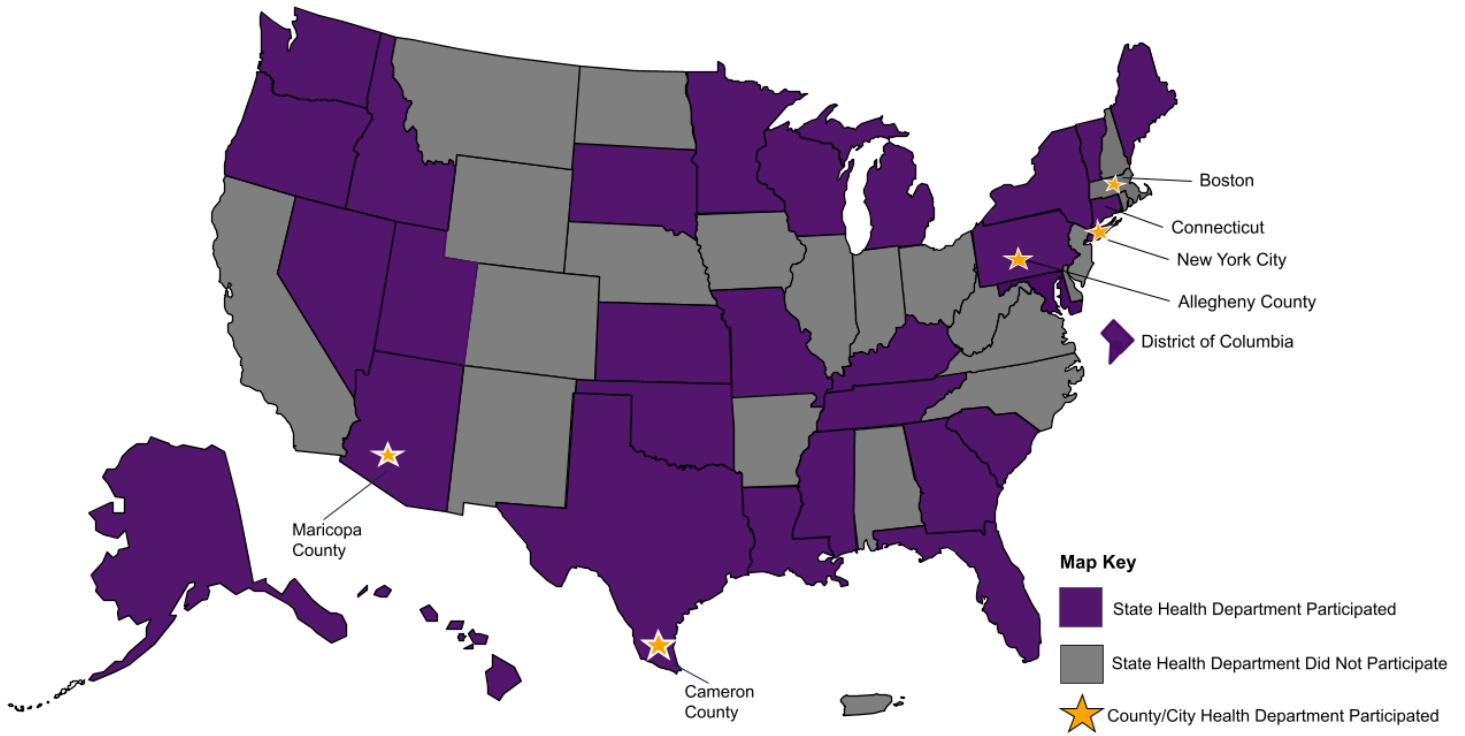 Boston
Connecticut
New York City
Allegheny County
District of Columbia
Maricopa
County
Map Key
State Health Department Participated
State Health Department Did Not Participate
Cameron
County
County/City Health Department Participated